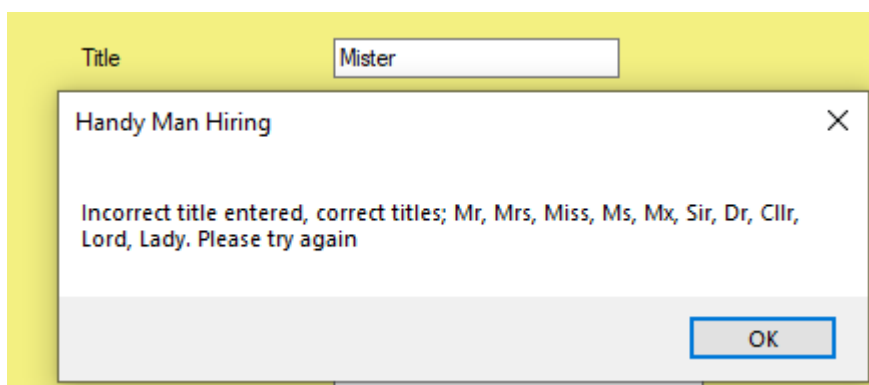 Title
Mister
Handy Man Hiring
Incorrect title entered, correct titles; Mr, Mrs, Miss, Ms, Mx, Sir, Dr, Cllr,
Lord, Lady. Please try again
OK